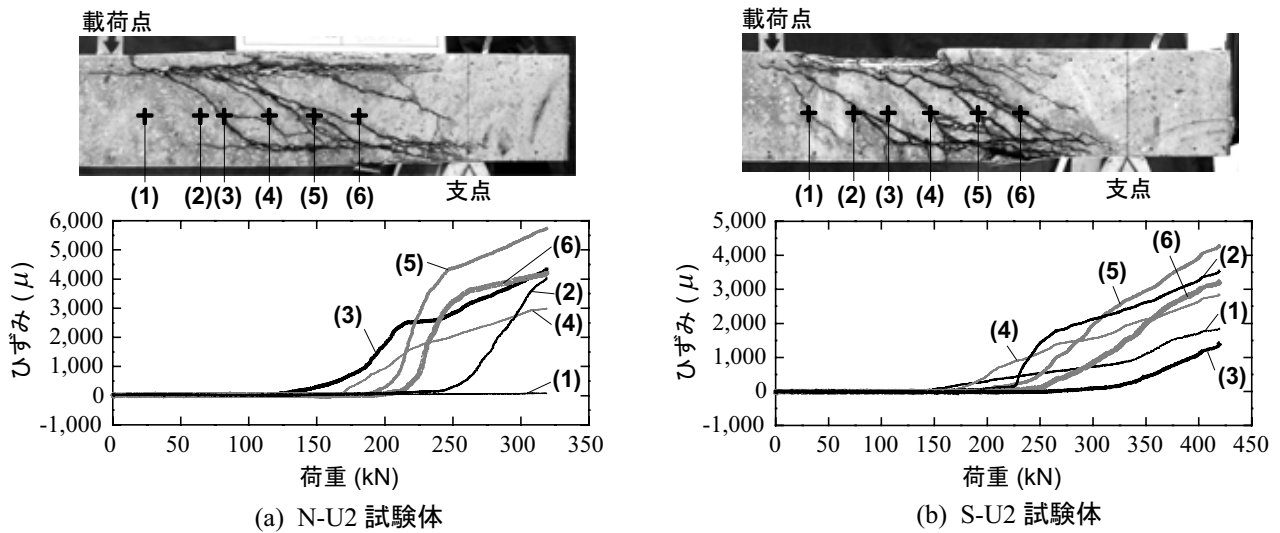 載荷点
(1) (2) (3) (4) (5) (6) 支点
6,000
5,000
4,000
3,000
2,000
1,000
0
-1,000
ひずみ (μ)
(5)
(6)
(3)
(2)
(4)
(1)
0 50 100 150 200 250 300 350
荷重 (kN)
(a) N-U2 試験体
載荷点
(1) (2) (3) (4) (5) (6) 支点
5,000
4,000
3,000
2,000
1,000
0
-1,000
ひずみ (μ)
(6)
(5)
(2)
(4)
(1)
(3)
0 50 100 150 200 250 300 350 400 450
荷重 (kN)
(b) S-U2 試験体